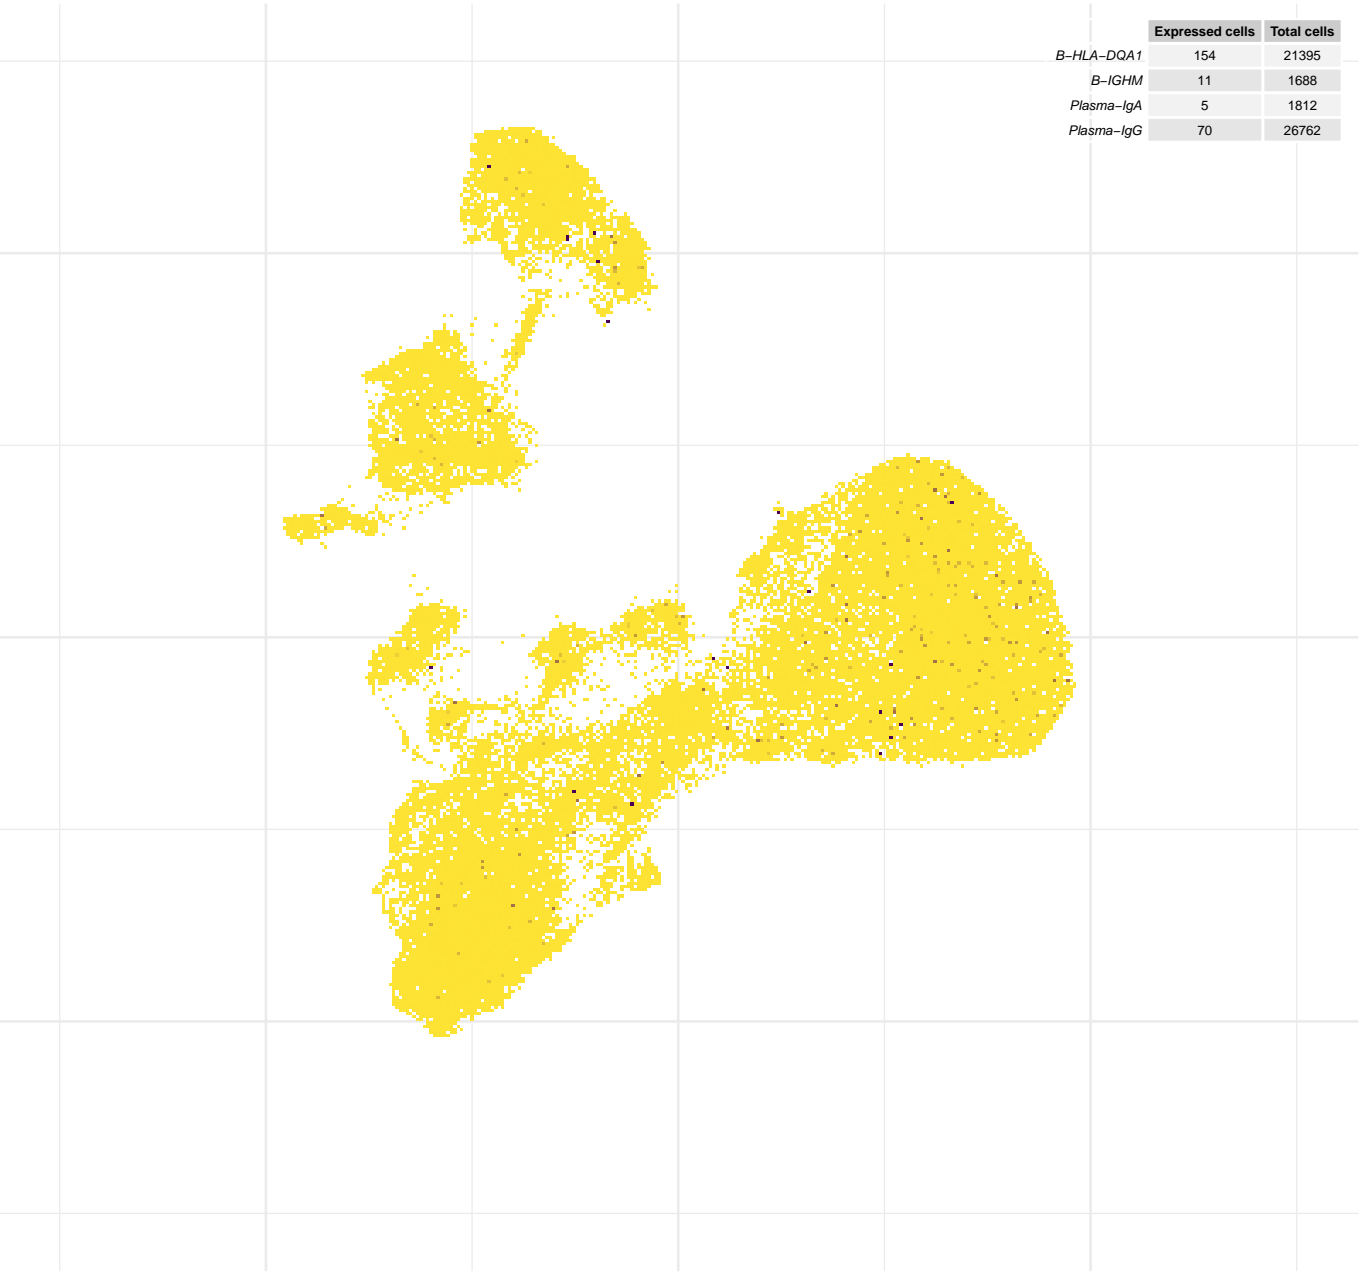 Expressed cells Total cells
B−HLA−DQA1 154 21395
B−IGHM 11 1688
Plasma−IgA 5 1812
Plasma−IgG 70 26762